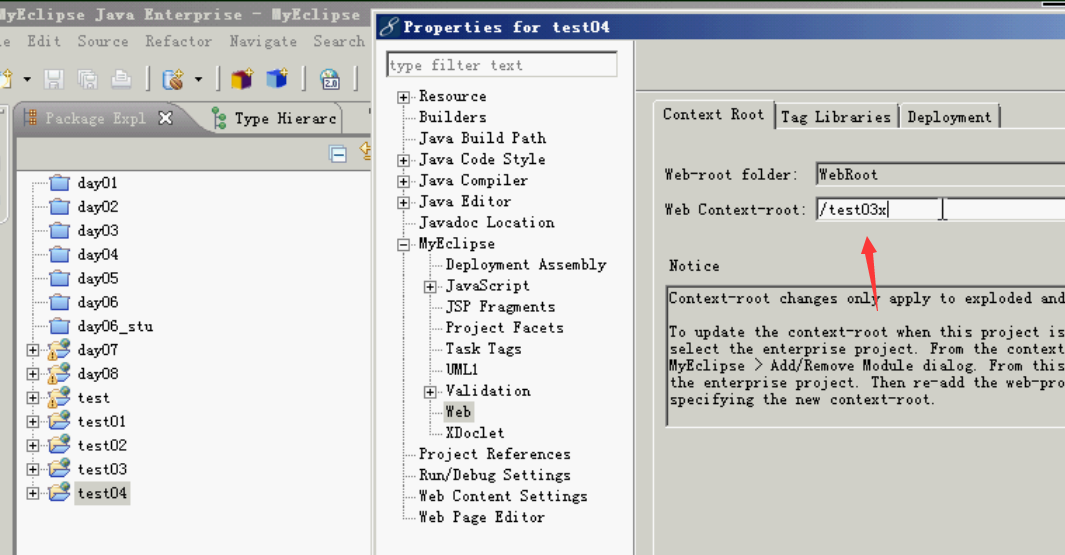 MyEclipse Java Enterprise - MyEclipse
Edit Source Refactor Navigate Search
2.0
Package Expl
Type Hierarc
day01
day02
day03
day04
day05
day06
day06_stu
day07
day08
test
test01
test02
test03
test04
Properties for test04
type filter text
Resource
Builders
Java Build Path
Java Code Style
Java Compiler
Java Editor
Javadoc Location
MyEclipse
Deployment Assembly
JavaScript
JSP Fragments
Project Facets
Task Tags
UML1
Validation
Web
XDoclet
Project References
Run/Debug Settings
Web Content Settings
Web Page Editor
Context Root
Tag Libraries
Deployment
Web-root folder: WebRoot
Web Context-root: /test03x
Notice
Context-root changes only apply to exploded and
To update the context-root when this project is
select the enterprise project. From the context
MyEclipse > Add/Remove Module dialog. From this
the enterprise project. Then re-add the web-pro
specifying the new context-root.